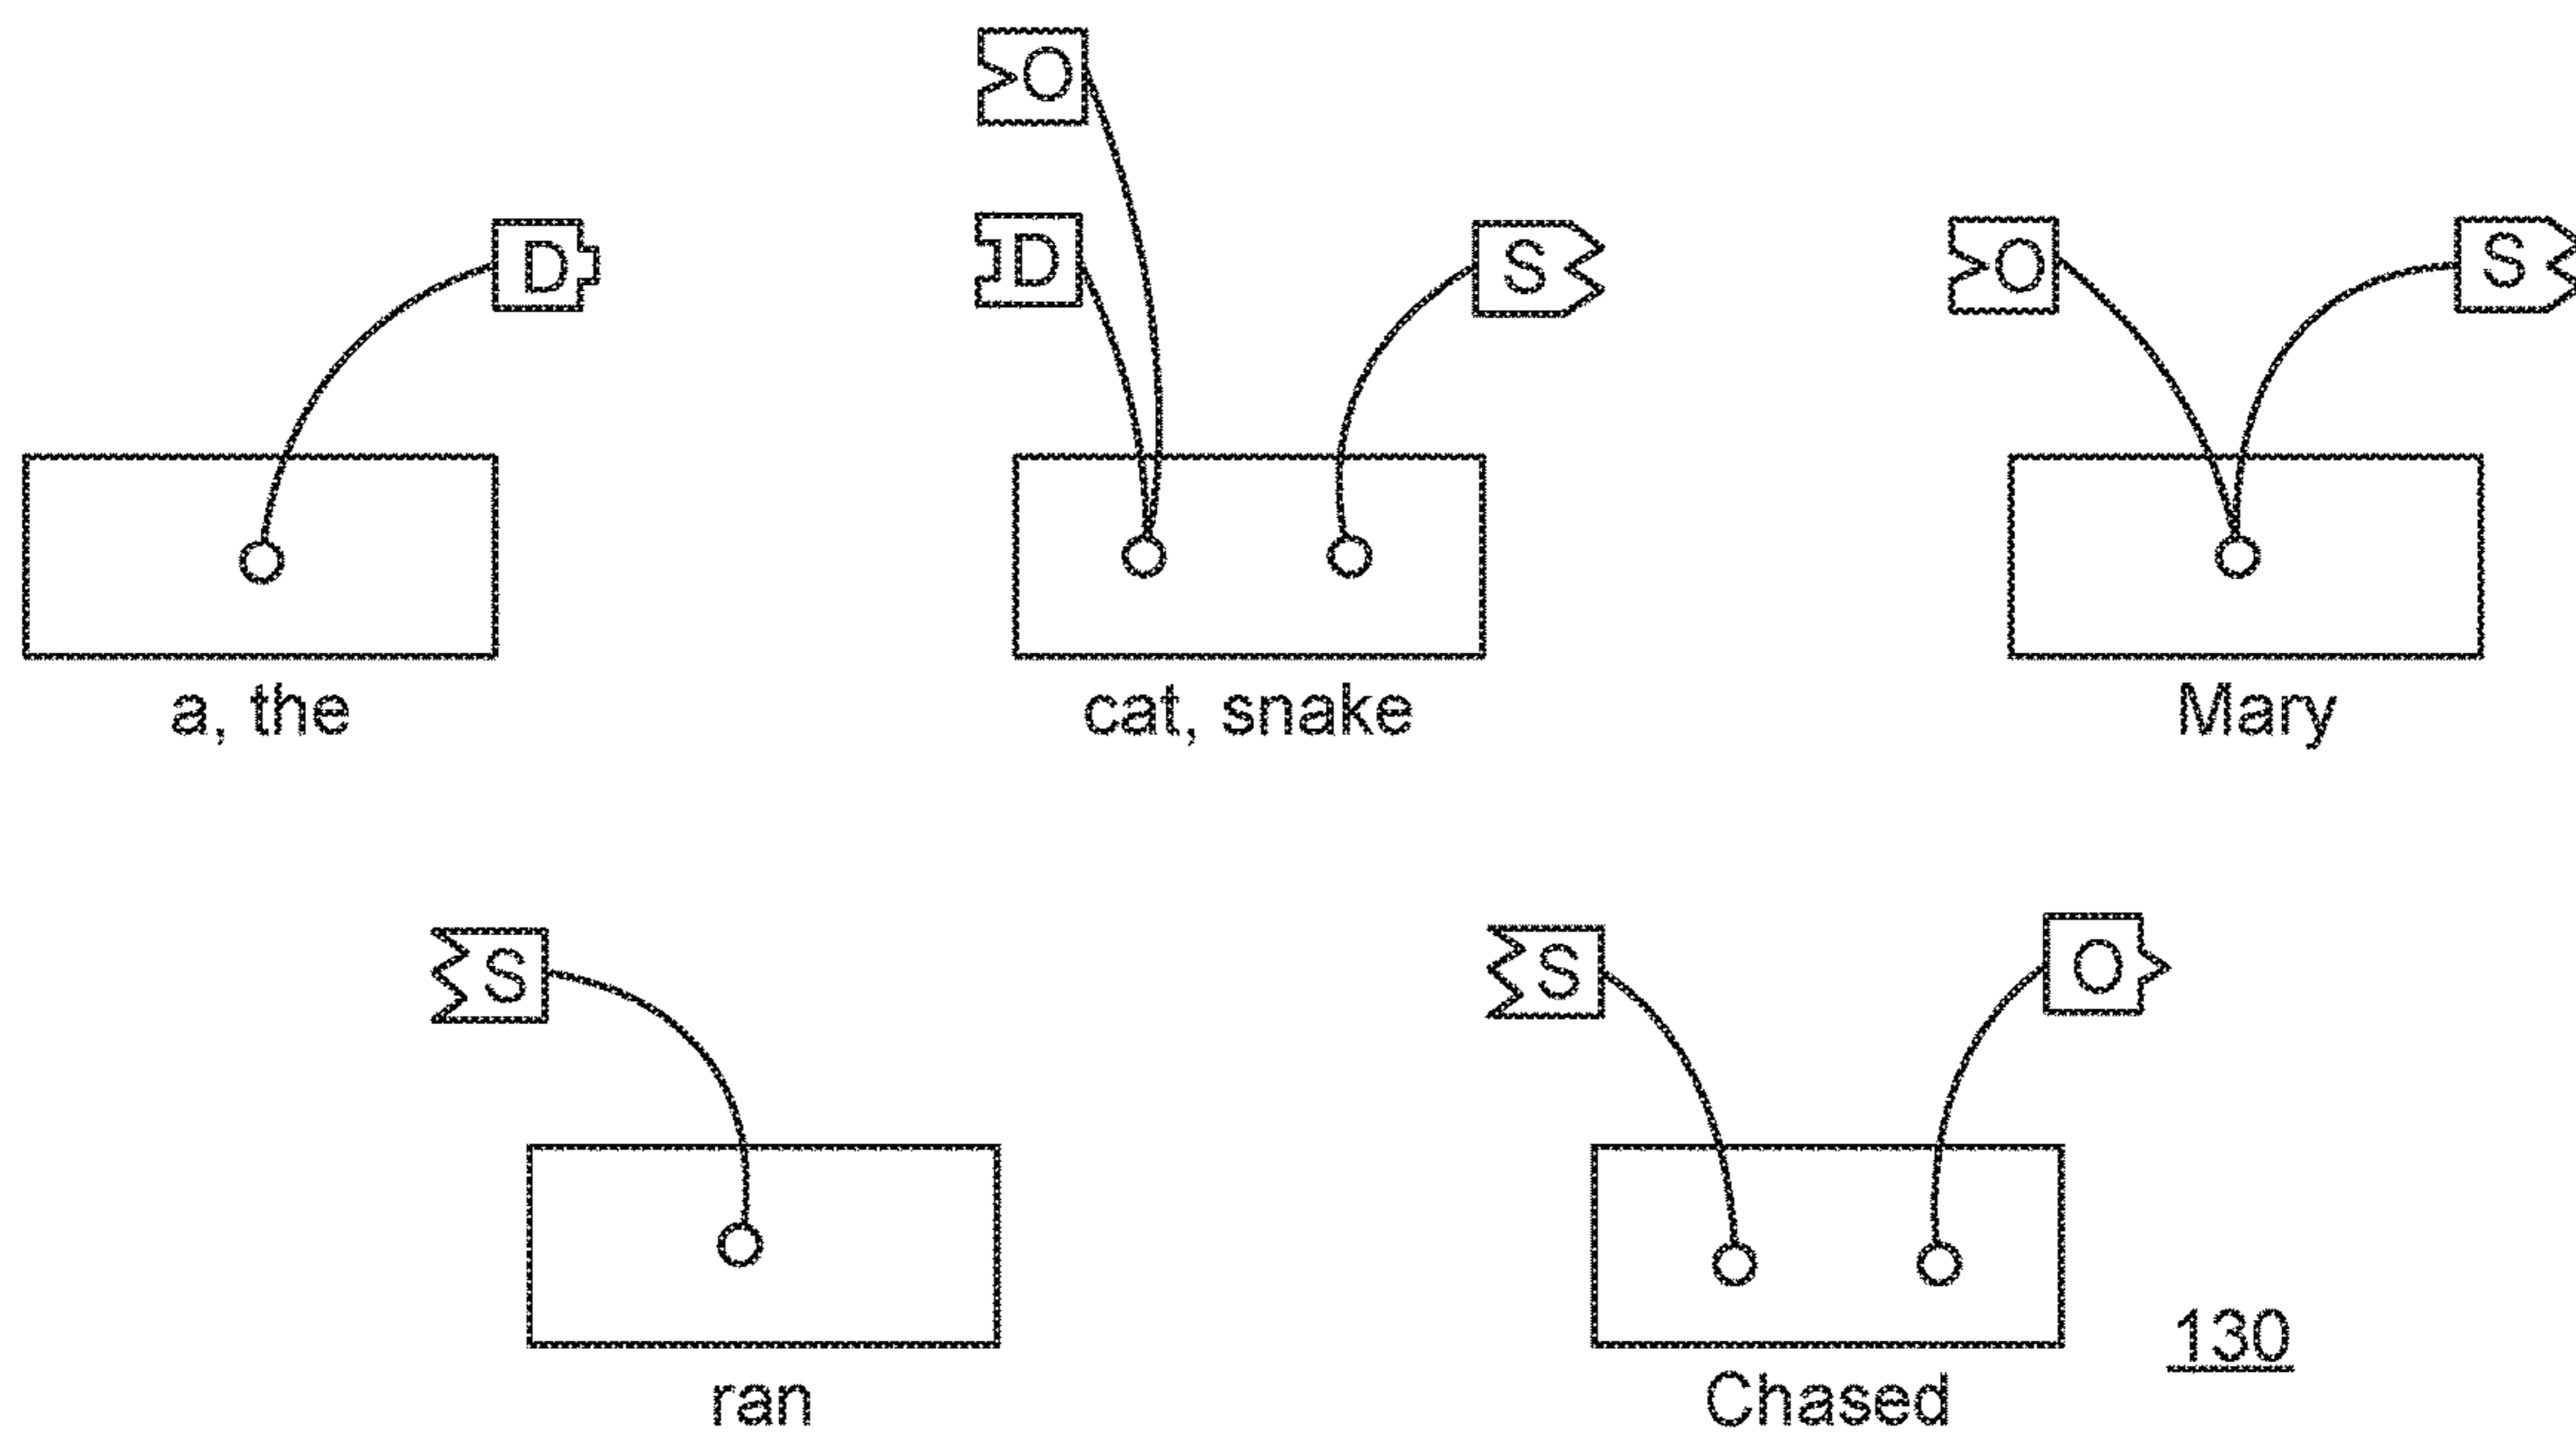 O
D D S O S
a, the cat, snake Mary
S S O
130
ran Chased